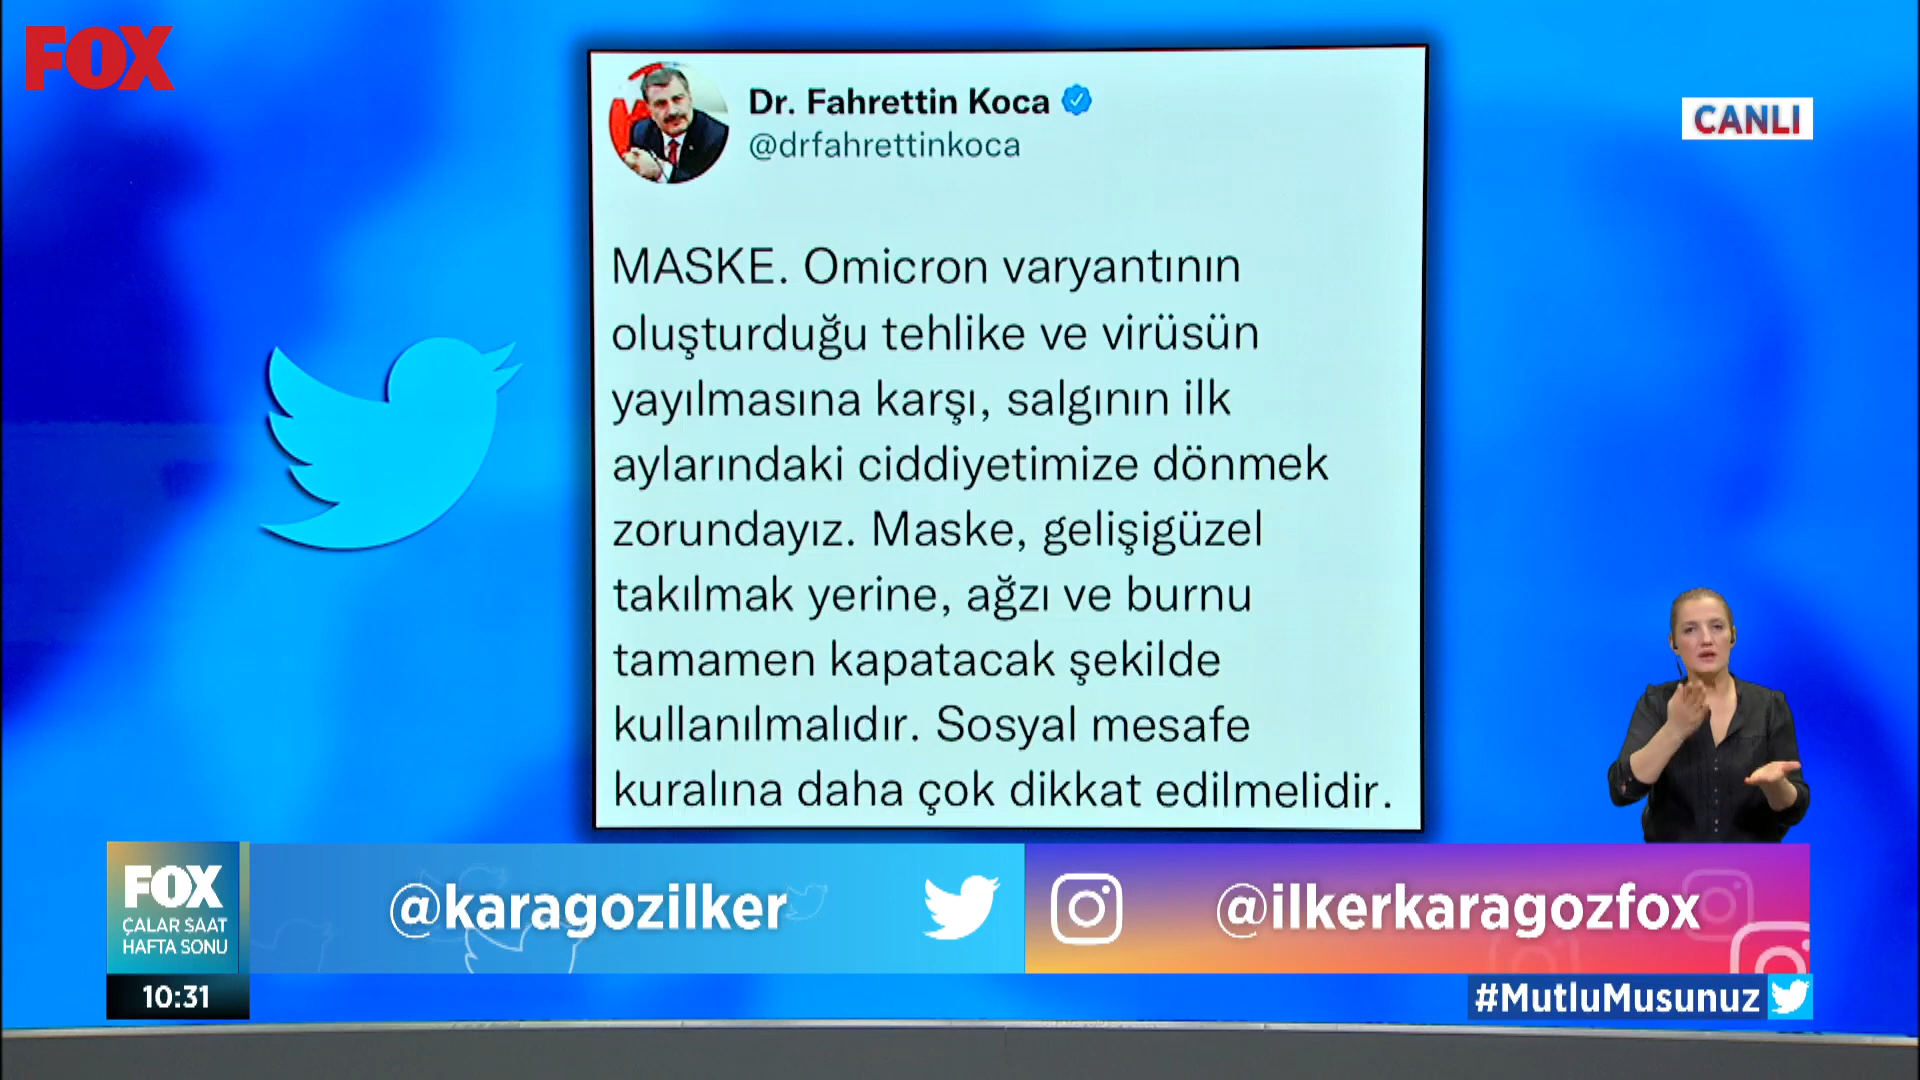 FOX
CANLI
Dr. Fahrettin Koca
@drfahrettinkoca
MASKE. Omicron varyantının
oluşturduğu tehlike ve virüsün
yayılmasına karşı, salgının ilk
aylarındaki ciddiyetimize dönmek
zorundayız. Maske, gelişigüzel
takılmak yerine, ağzı ve burnu
tamamen kapatacak şekilde
kullanılmalıdır. Sosyal mesafe
kuralına daha çok dikkat edilmelidir.
FOX
ÇALAR SAAT
HAFTA SONU
@karagozilker
@ilkerkaragozfox
10:31
#MutluMusunuz